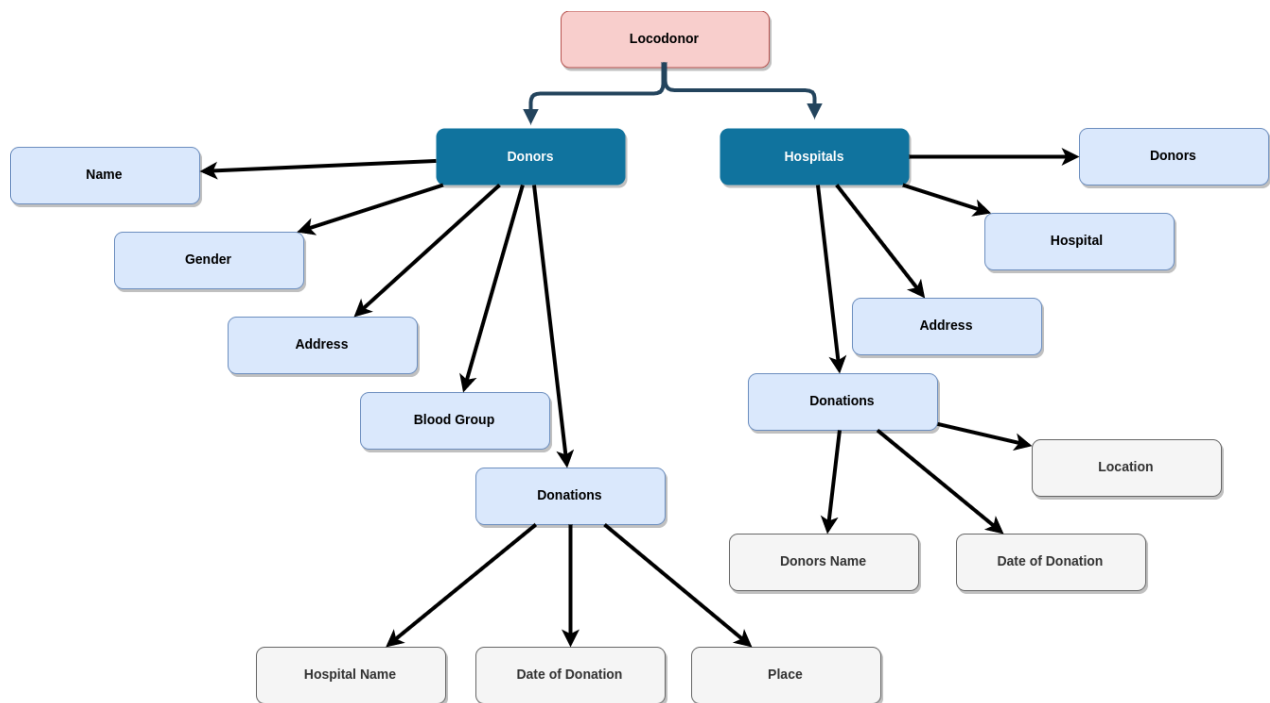 Locodonor
Donors
Hospitals
Donors
Name
Hospital
Gender
Address
Address
Donations
Blood Group
Location
Donations
Donors Name
Date of Donation
Hospital Name
Date of Donation
Place